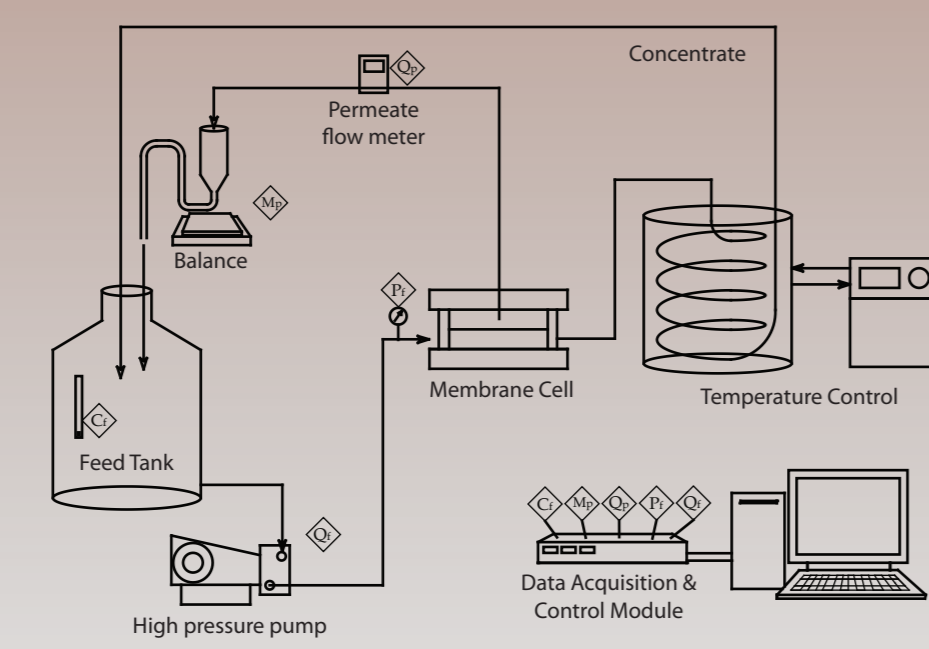 Concentrate
Qp
Permeate
flow meter
Mp
Balance
Pf
Membrane Cell
Temperature Control
Cf
Feed Tank
Qf
High pressure pump
Cf Mp Qp Pf Qf
Data Acquisition &
Control Module